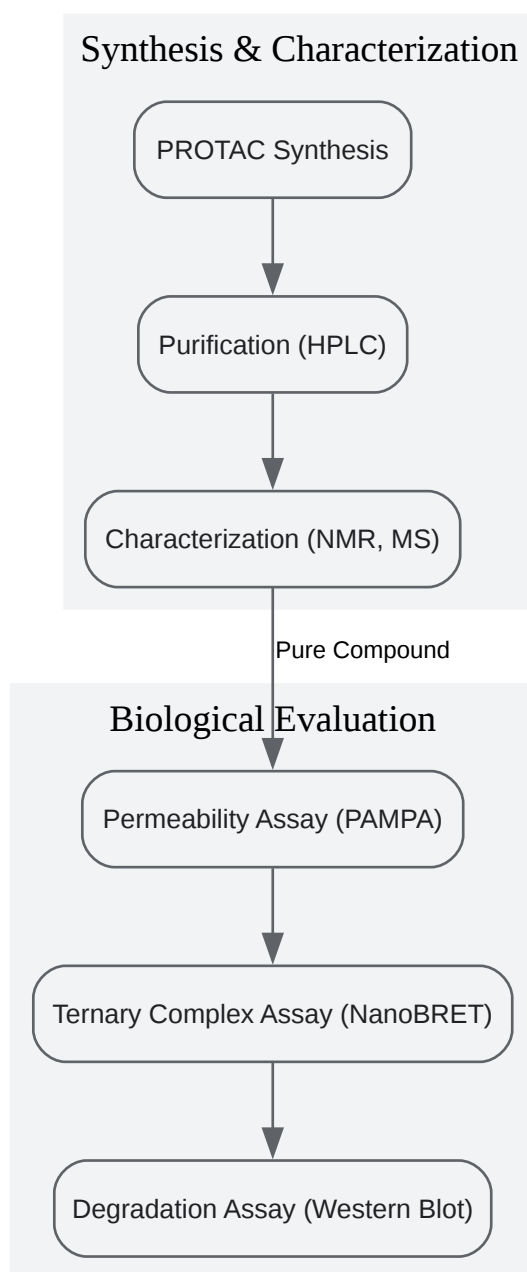 Synthesis & Characterization
PROTAC Synthesis
Purification (HPLC)
Characterization (NMR, MS)
Pure Compound
Biological Evaluation
Permeability Assay (PAMPA)
Ternary Complex Assay (NanoBRET)
Degradation Assay (Western Blot)